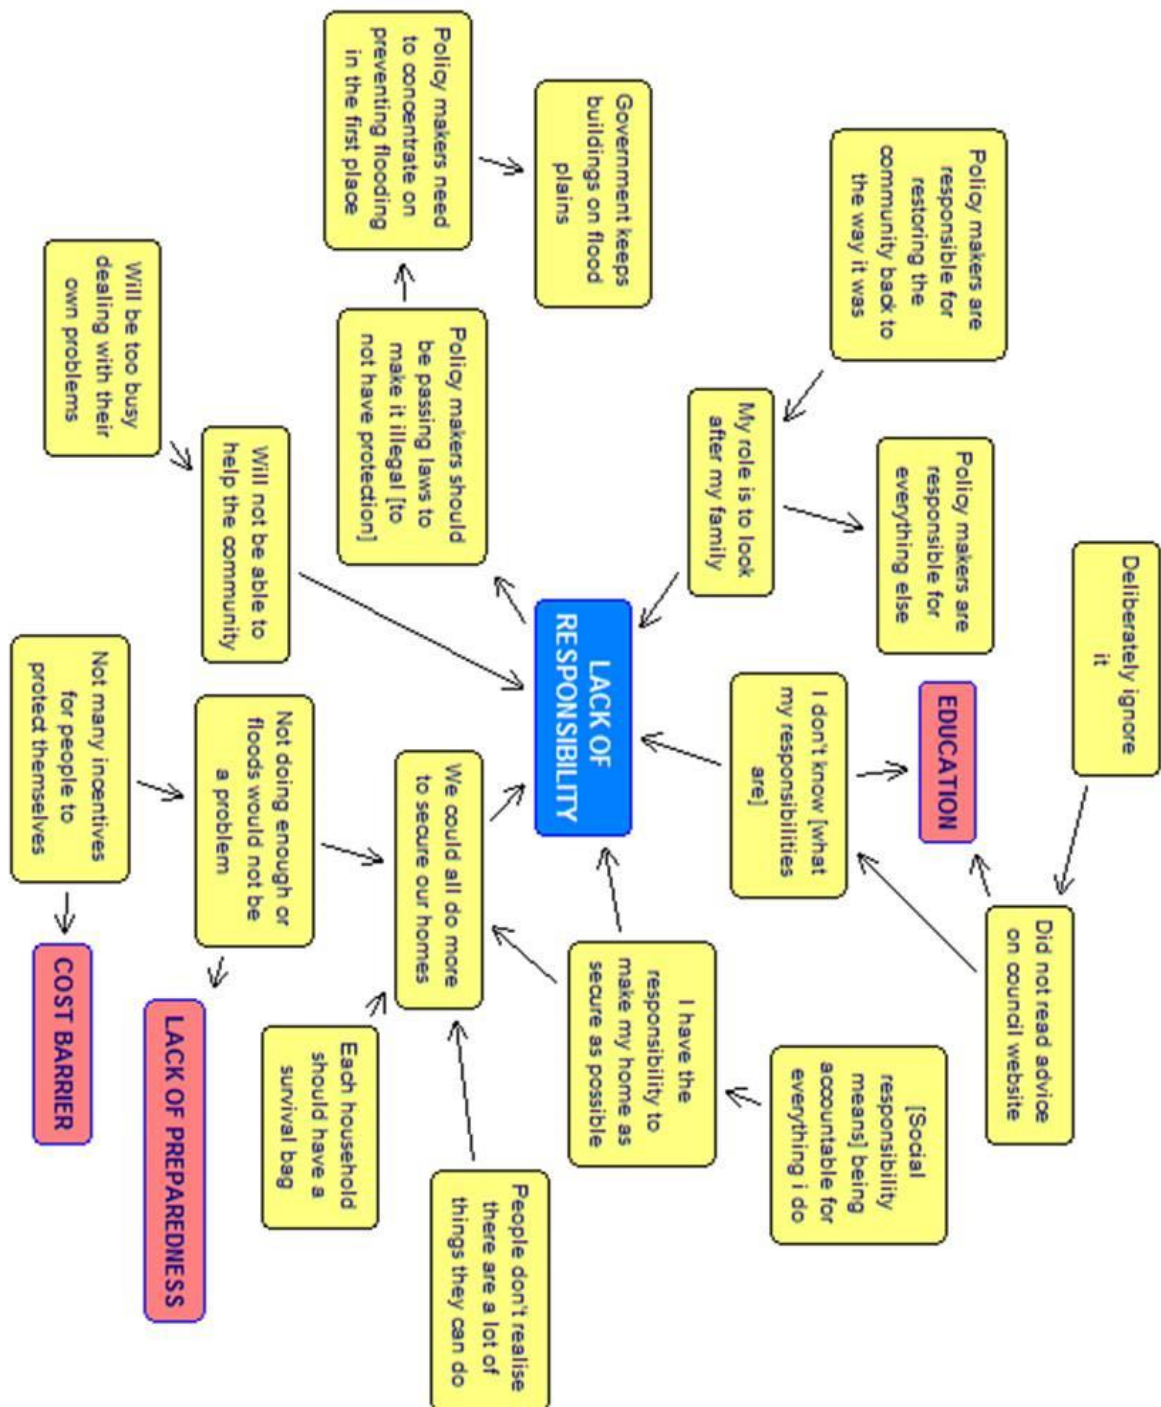 Deliberately ignore
it
Did not read advice
on council website
Policy makers are
responsible for
restoring the
community back to
the way it was
Policy makers are
responsible for
everything else
EDUCATION
[Social
responsibility
means] being
accountable for
everything i do
My role is to look
after my family
I don't know [what
my responsibilities
are]
I have the
responsibility to
make my home as
secure as possible
Government keeps
buildings on flood
plains
LACK OF
RESPONSIBILITY
People don't realise
there are a lot of
things they can do
Policy makers need
to concentrate on
preventing flooding
in the first place
Policy makers should
be passing laws to
make it illegal [to
not have protection]
We could all do more
to secure our homes
Each household
should have a
survival bag
Will not be able to
help the community
Not doing enough or
floods would not be
a problem
LACK OF PREPAREDNESS
Will be too busy
dealing with their
own problems
Not many incentives
for people to
protect themselves
COST BARRIER